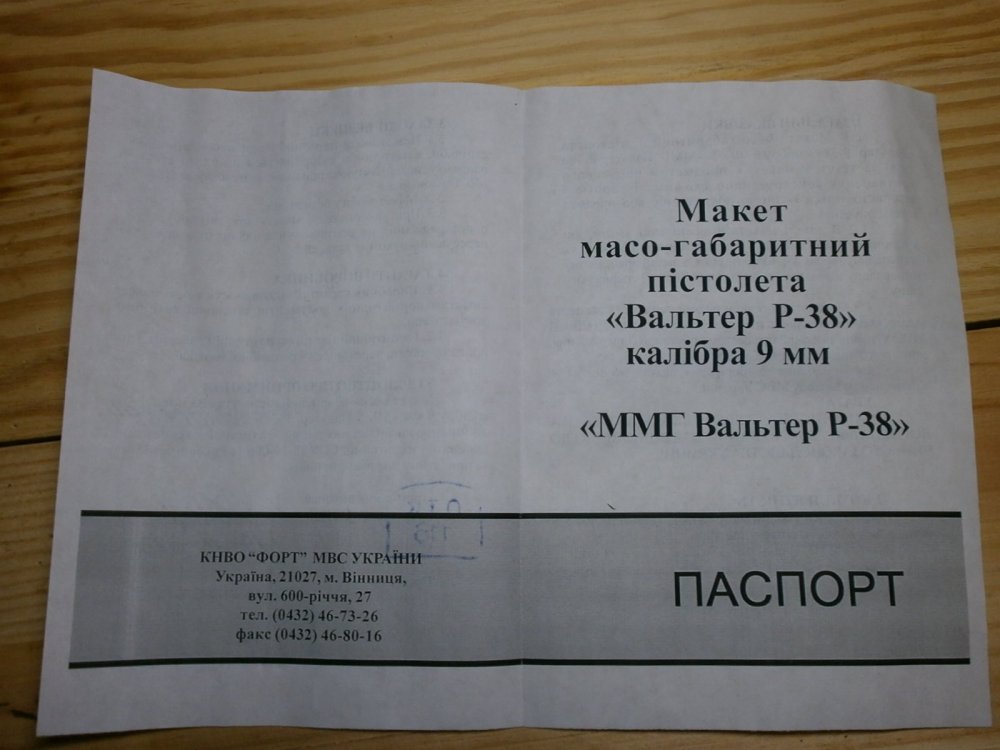 Макет
масо-габаритний
пістолета
«Вальтер Р-38»
калібра 9 мм
«ММГ Вальтер Р-38»
КНВО “ФОРТ” МВС УКРАЇНИ
Україна, 21027, м. Вінниця,
вул. 600-річчя, 27
тел. (0432) 46-73-26
факс (0432) 46-80-16
ПАСПОРТ